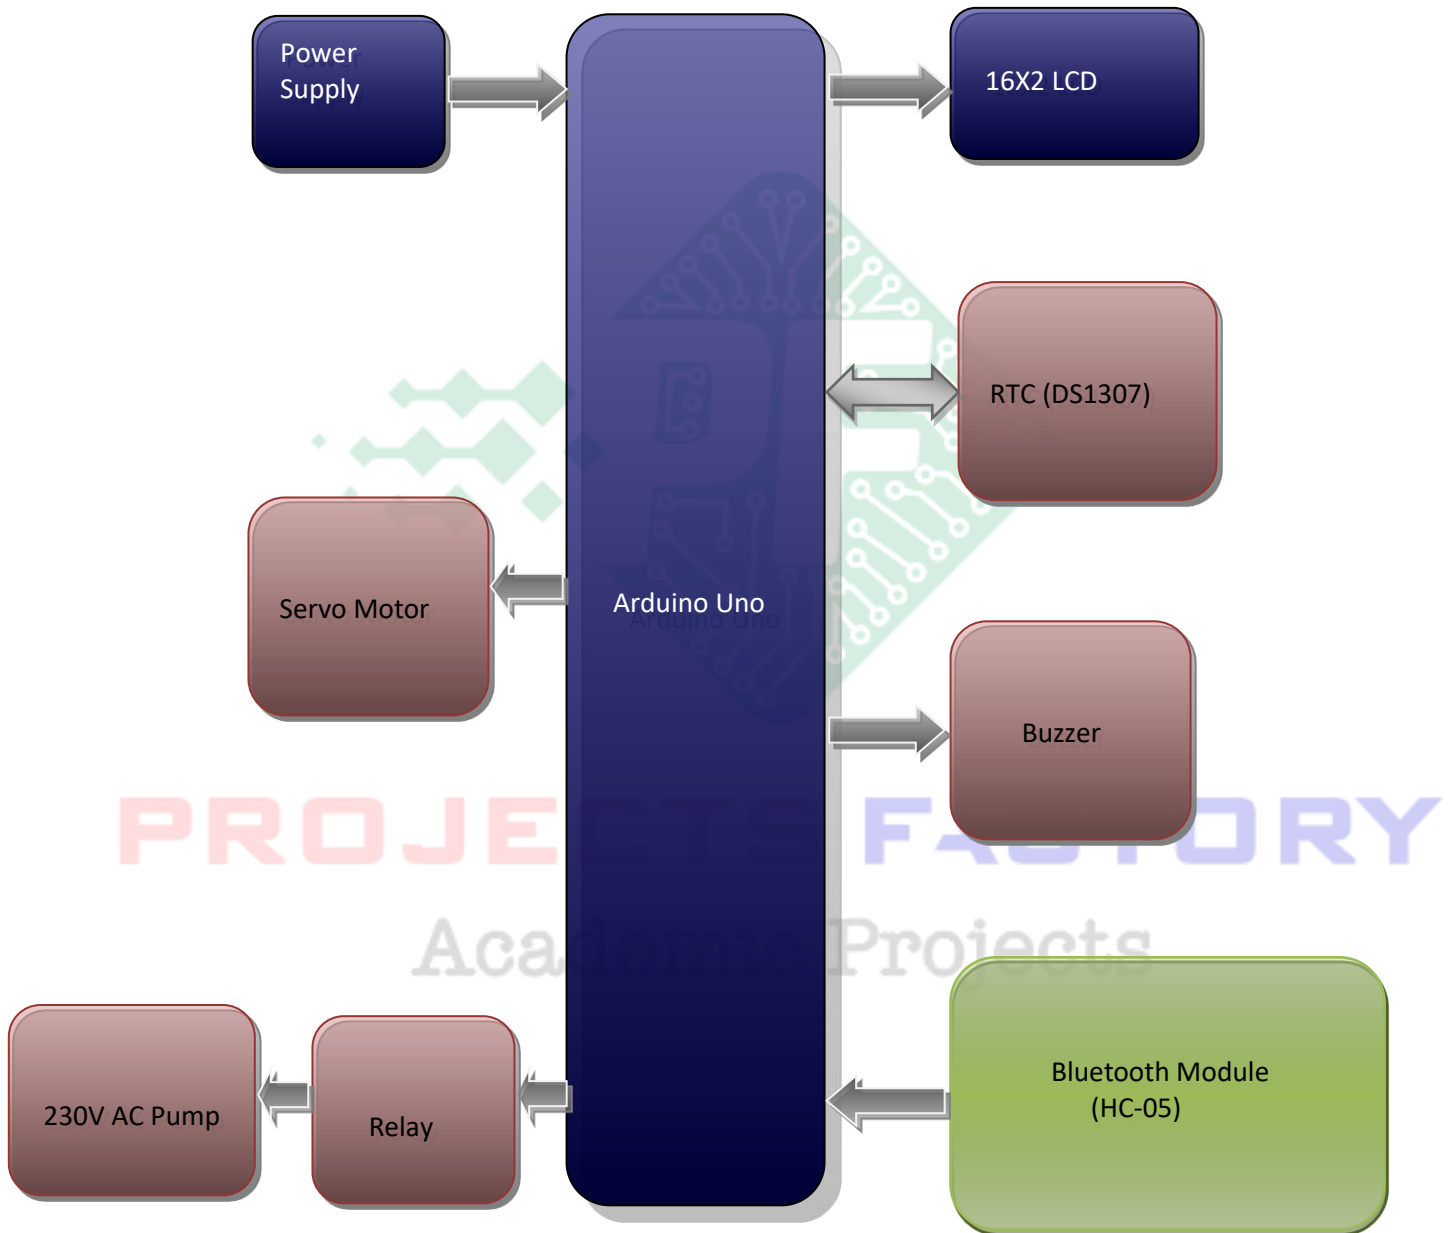 Power
Supply
16X2 LCD
RTC (DS1307)
Servo Motor
Arduino Uno
Buzzer
PROJECTS FACTORY
Academic Projects
Bluetooth Module
(HC-05)
230V AC Pump
Relay